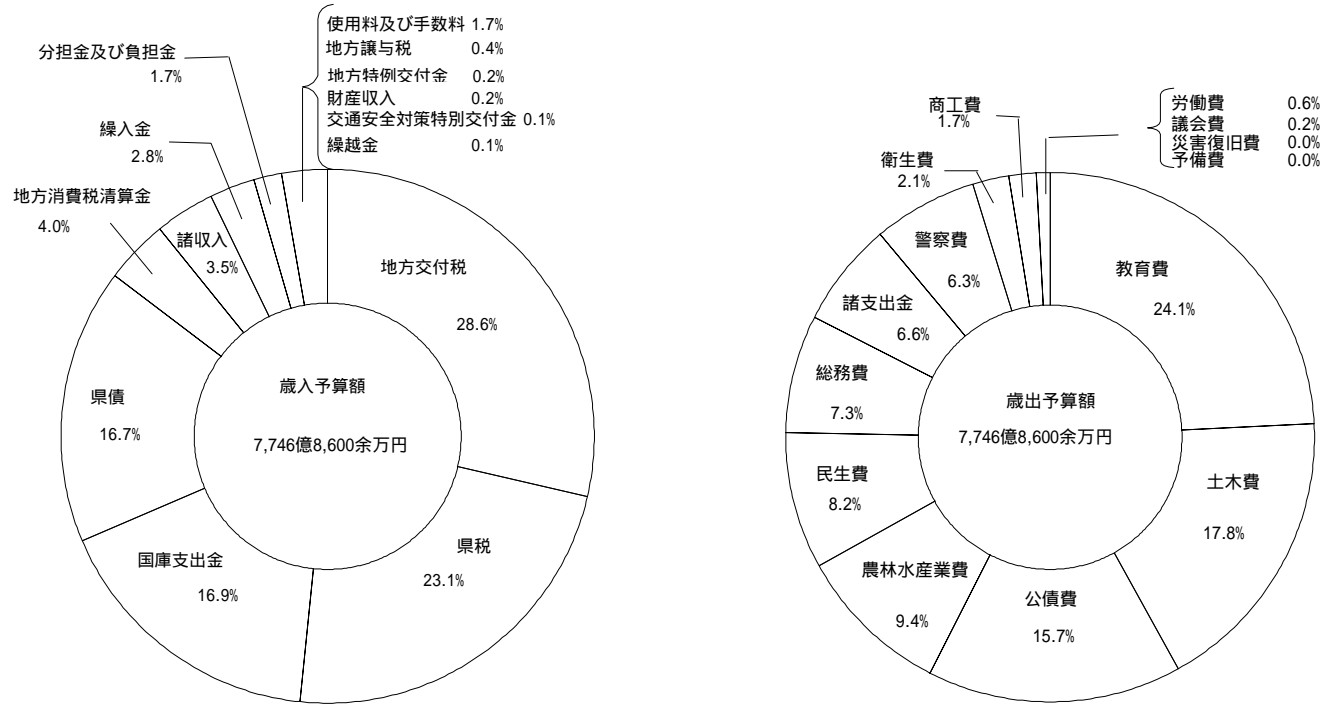 使用料及び手数料 1.7%
地方譲与税 0.4%
地方特例交付金 0.2%
財産収入 0.2%
交通安全対策特別交付金 0.1%
繰越金 0.1%
分担金及び負担金
1.7%
繰入金
2.8%
地方消費税清算金
4.0%
諸収入
3.5%
地方交付税
28.6%
県債
16.7%
歳入予算額
7,746億8,600余万円
国庫支出金
16.9%
県税
23.1%
労働費 0.6%
議会費 0.2%
災害復旧費 0.0%
予備費 0.0%
商工費
1.7%
衛生費
2.1%
警察費
6.3%
諸支出金
6.6%
教育費
24.1%
総務費
7.3%
歳出予算額
7,746億8,600余万円
民生費
8.2%
土木費
17.8%
農林水産業費
9.4%
公債費
15.7%